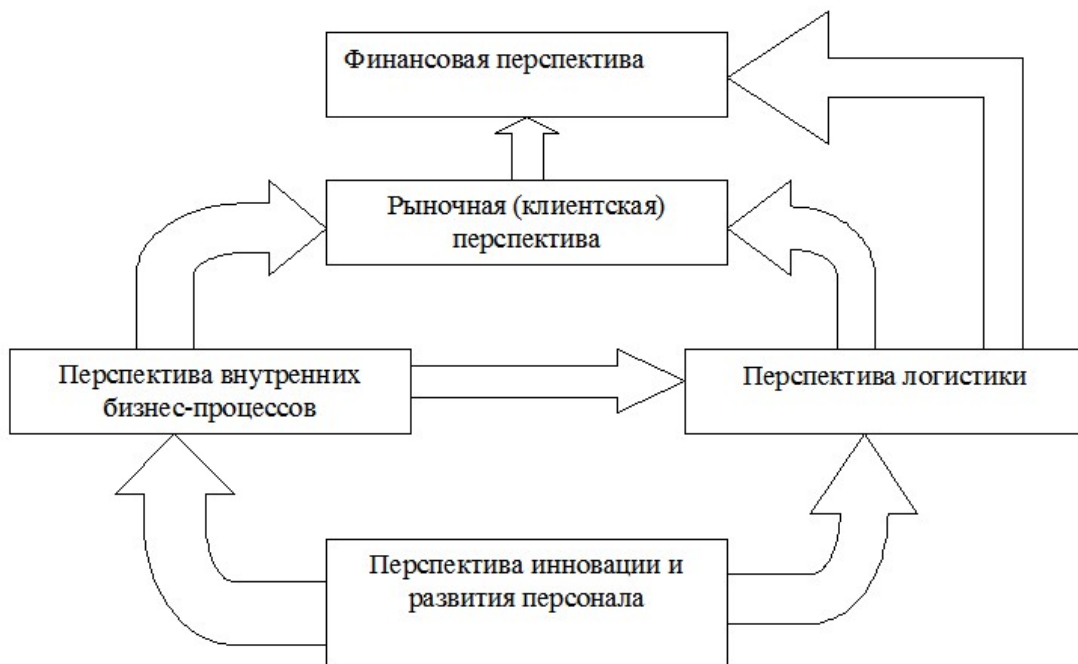 Финансовая перспектива
Рыночная (клиентская)
перспектива
Перспектива внутренних
бизнес-процессов
Перспектива логистики
Перспектива инновации и
развития персонала